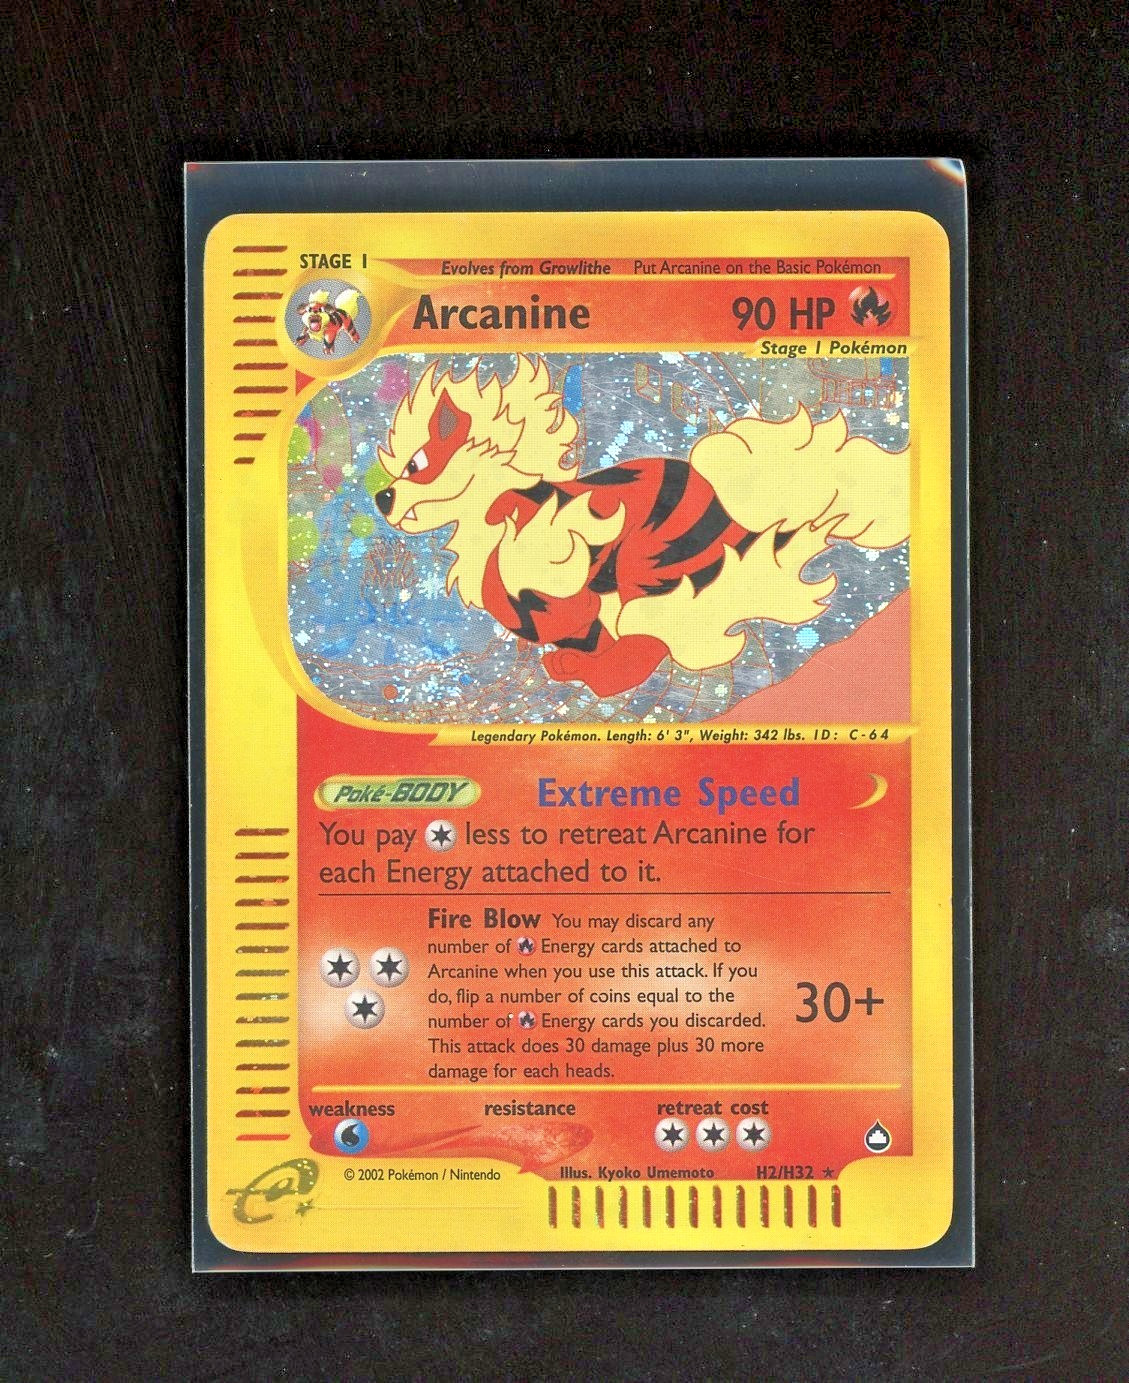 STAGE 1
Evolves from Growlithe Put Arcanine on the Basic Pokémon
Arcanine 90 HP
Stage 1 Pokémon
Legendary Pokémon. Length: 6' 3", Weight: 342 lbs. ID: C-64
Poké-BODY Extreme Speed
You pay less to retreat Arcanine for
each Energy attached to it.
Fire Blow You may discard any
number of Energy cards attached to
Arcanine when you use this attack. If you
do, flip a number of coins equal to the
number of Energy cards you discarded.
This attack does 30 damage plus 30 more
damage for each heads.
30+
weakness resistance retreat cost
© 2002 Pokémon / Nintendo Illus. Kyoko Umemoto H2/H32 ★
e